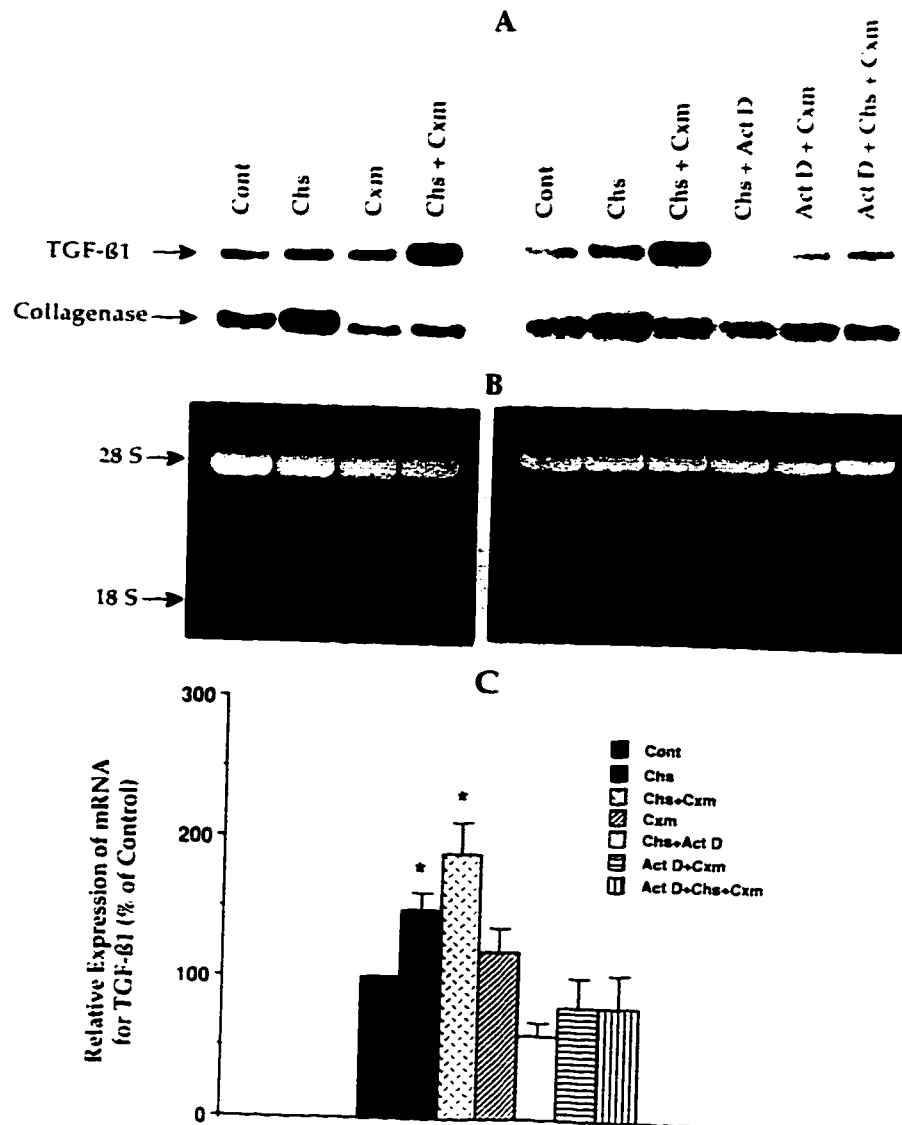 A
Cont
Chs
Cxm
Chs + Cxm
Cont
Chs
Chs + Cxm
Chs + Act D
Act D + Cxm
Act D + Chs + Cxm
TGF-ß1
Collagenase
B
28 S
18 S
C
Relative Expression of mRNA
for TGF-ß1 (% of Control)
300
200
100
0
*
*
Cont
Chs
Chs+Cxm
Cxm
Chs+Act D
Act D+Cxm
Act D+Chs+Cxm